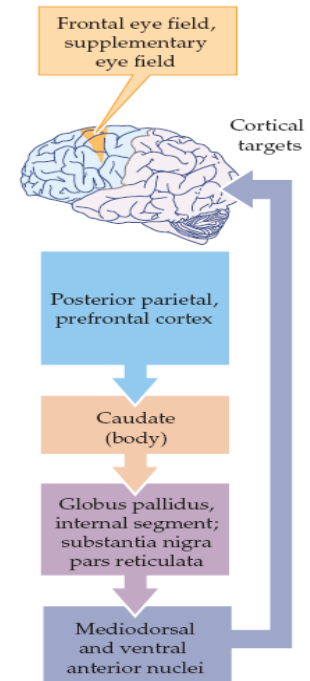 Frontal eye field,
supplementary
eye field
Cortical
targets
Posterior parietal,
prefrontal cortex
Caudate
(body)
Globus pallidus,
internal segment;
substantia nigra
pars reticulata
Mediodorsal
and ventral
anterior nuclei